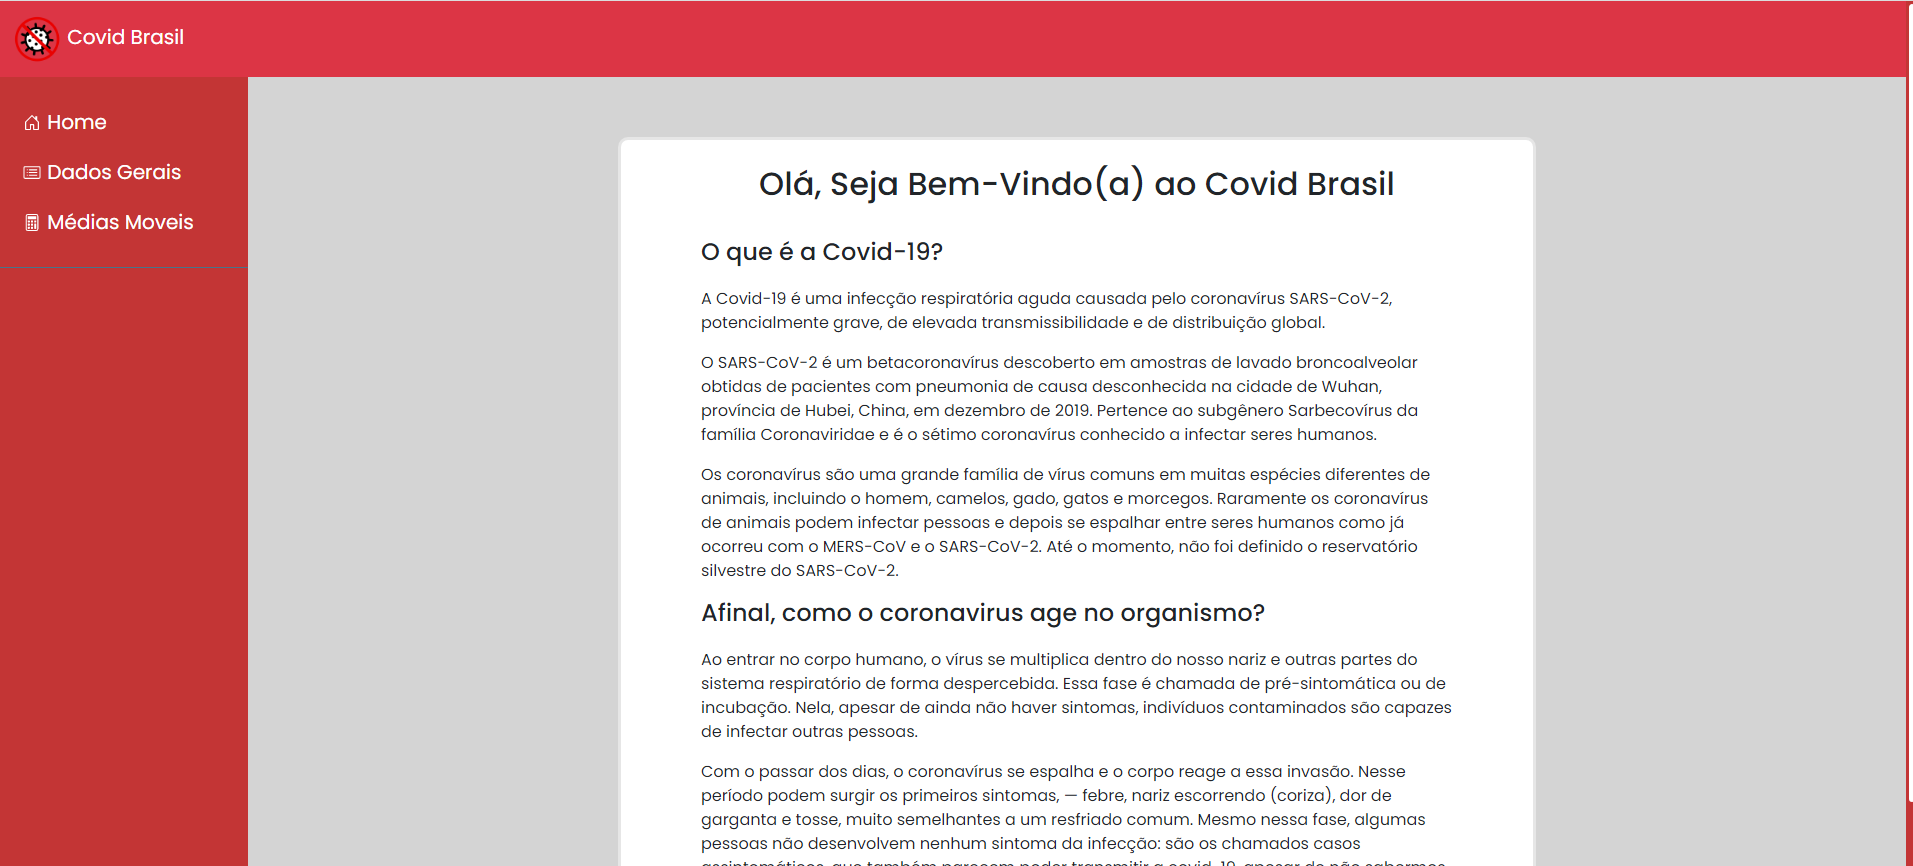 Covid Brasil
Home
Dados Gerais
Médias Moveis
Olá, Seja Bem-Vindo(a) ao Covid Brasil
O que é a Covid-19?
A Covid-19 é uma infecção respiratória aguda causada pelo coronavírus SARS-CoV-2,
potencialmente grave, de elevada transmissibilidade e de distribuição global.
O SARS-CoV-2 é um betacoronavírus descoberto em amostras de lavado broncoalveolar
obtidas de pacientes com pneumonia de causa desconhecida na cidade de Wuhan,
província de Hubei, China, em dezembro de 2019. Pertence ao subgênero Sarbecovírus da
família Coronaviridae e é o sétimo coronavírus conhecido a infectar seres humanos.
Os coronavírus são uma grande família de vírus comuns em muitas espécies diferentes de
animais, incluindo o homem, camelos, gado, gatos e morcegos. Raramente os coronavírus
de animais podem infectar pessoas e depois se espalhar entre seres humanos como já
ocorreu com o MERS-CoV e o SARS-CoV-2. Até o momento, não foi definido o reservatório
silvestre do SARS-CoV-2.
Afinal, como o coronavirus age no organismo?
Ao entrar no corpo humano, o vírus se multiplica dentro do nosso nariz e outras partes do
sistema respiratório de forma despercebida. Essa fase é chamada de pré-sintomática ou de
incubação. Nela, apesar de ainda não haver sintomas, indivíduos contaminados são capazes
de infectar outras pessoas.
Com o passar dos dias, o coronavírus se espalha e o corpo reage a essa invasão. Nesse
período podem surgir os primeiros sintomas, — febre, nariz escorrendo (coriza), dor de
garganta e tosse, muito semelhantes a um resfriado comum. Mesmo nessa fase, algumas
pessoas não desenvolvem nenhum sintoma da infecção: são os chamados casos
assintomáticos, que também parecem poder transmitir a covid-19, apesar de não sabermos